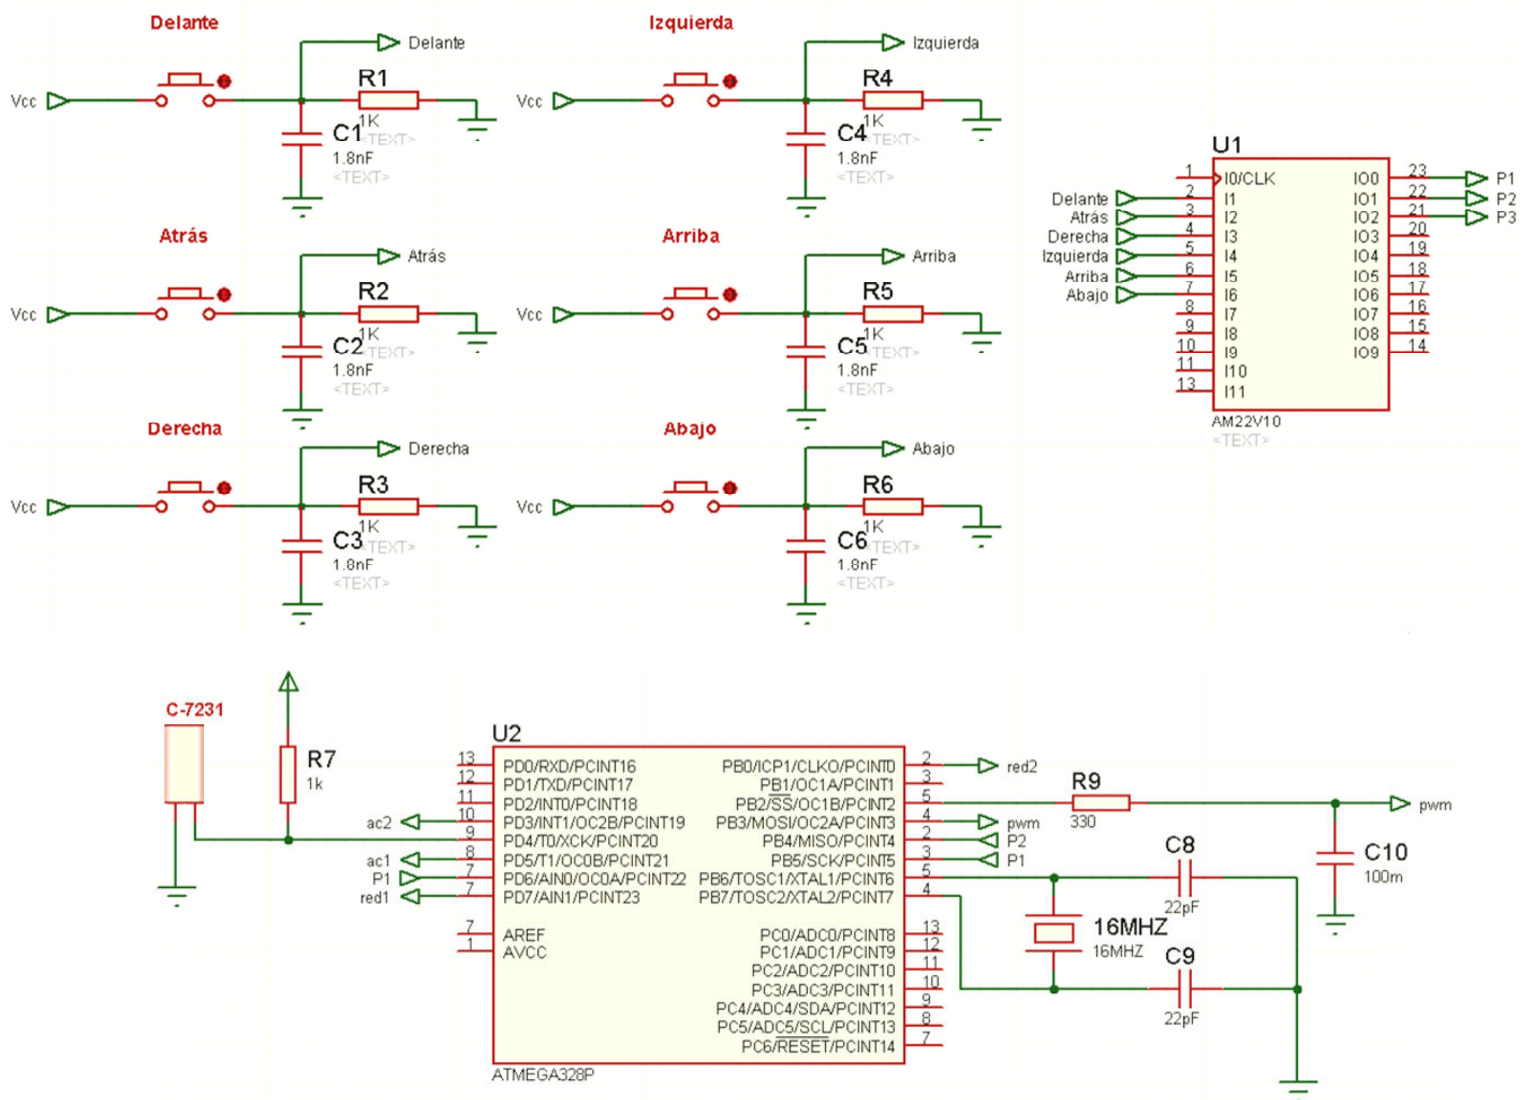 Delante
Delante
Vcc
R1
1K
<TEXT>
C1
1.8nF
<TEXT>
Izquierda
Izquierda
Vcc
R4
1K
<TEXT>
C4
1.8nF
<TEXT>
Atrás
Atrás
Vcc
R2
1K
<TEXT>
C2
1.8nF
<TEXT>
Arriba
Arriba
Vcc
R5
1K
<TEXT>
C5
1.8nF
<TEXT>
Derecha
Derecha
Vcc
R3
1K
<TEXT>
C3
1.8nF
<TEXT>
Abajo
Abajo
Vcc
R6
1K
<TEXT>
C6
1.8nF
<TEXT>
U1
1 I0/CLK IO0 23 P1
Delante 2 I1 IO1 22 P2
Atrás 3 I2 IO2 21 P3
Derecha 4 I3 IO3 20
Izquierda 5 I4 IO4 19
Arriba 6 I5 IO5 18
Abajo 7 I6 IO6 17
8 I7 IO7 16
9 I8 IO8 15
10 I9 IO9 14
11 I10
13 I11
AM22V10
<TEXT>
C-7231
R7
1k
U2
13 PD0/RXD/PCINT16 PB0/ICP1/CLKO/PCINT0 2 red2
12 PD1/TXD/PCINT17 PB1/OC1A/PCINT1 3
11 PD2/INT0/PCINT18 PB2/SS/OC1B/PCINT2 5
ac2 10 PD3/INT1/OC2B/PCINT19 PB3/MOSI/OC2A/PCINT3 4 pwm
9 PD4/T0/XCK/PCINT20 PB4/MISO/PCINT4 2 P2
ac1 8 PD5/T1/OC0B/PCINT21 PB5/SCK/PCINT5 3 P1
P1 7 PD6/AIN0/OC0A/PCINT22 PB6/TOSC1/XTAL1/PCINT6 5
red1 7 PD7/AIN1/PCINT23 PB7/TOSC2/XTAL2/PCINT7 4
7 AREF PC0/ADC0/PCINT8 13
1 AVCC PC1/ADC1/PCINT9 12
PC2/ADC2/PCINT10 11
PC3/ADC3/PCINT11 10
PC4/ADC4/SDA/PCINT12 9
PC5/ADC5/SCL/PCINT13 8
PC6/RESET/PCINT14 7
ATMEGA328P
R9
330
pwm
C10
100m
C8
22pF
16MHZ
16MHZ
C9
22pF